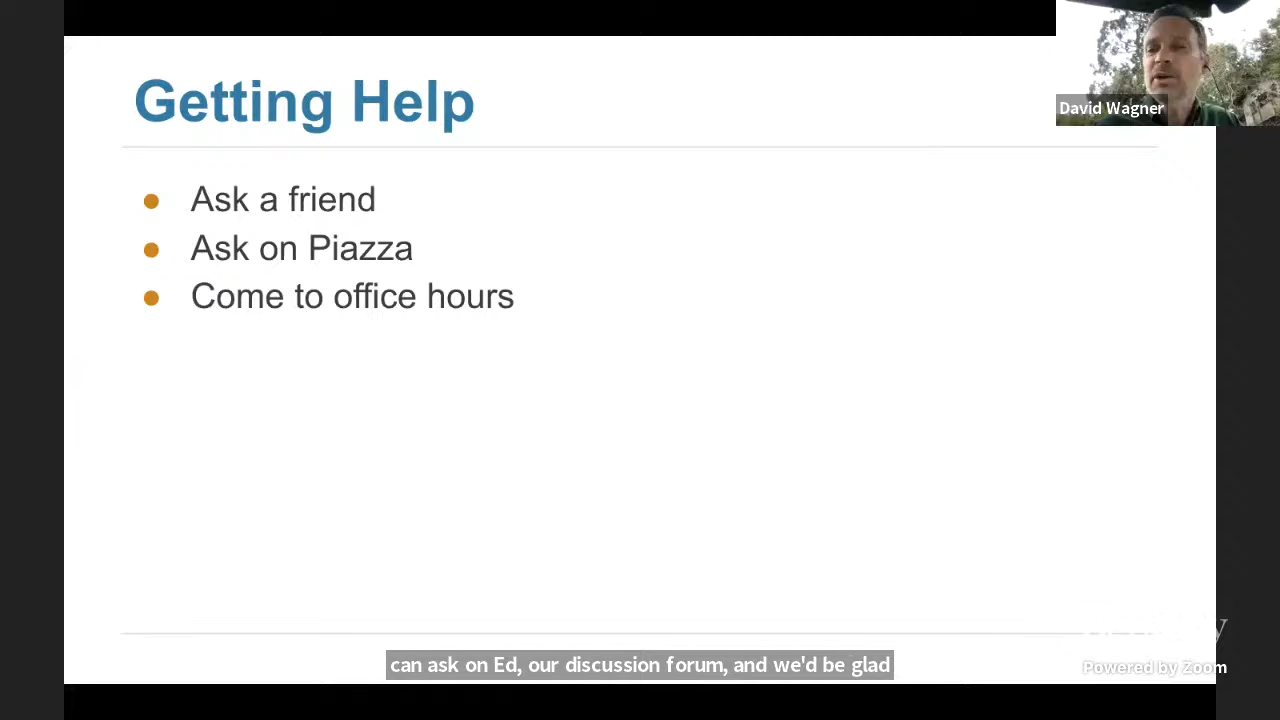 Getting Help
David Wagner
● Ask a friend
● Ask on Piazza
● Come to office hours
can ask on Ed, our discussion forum, and we'd be glad
Powered by Zoom